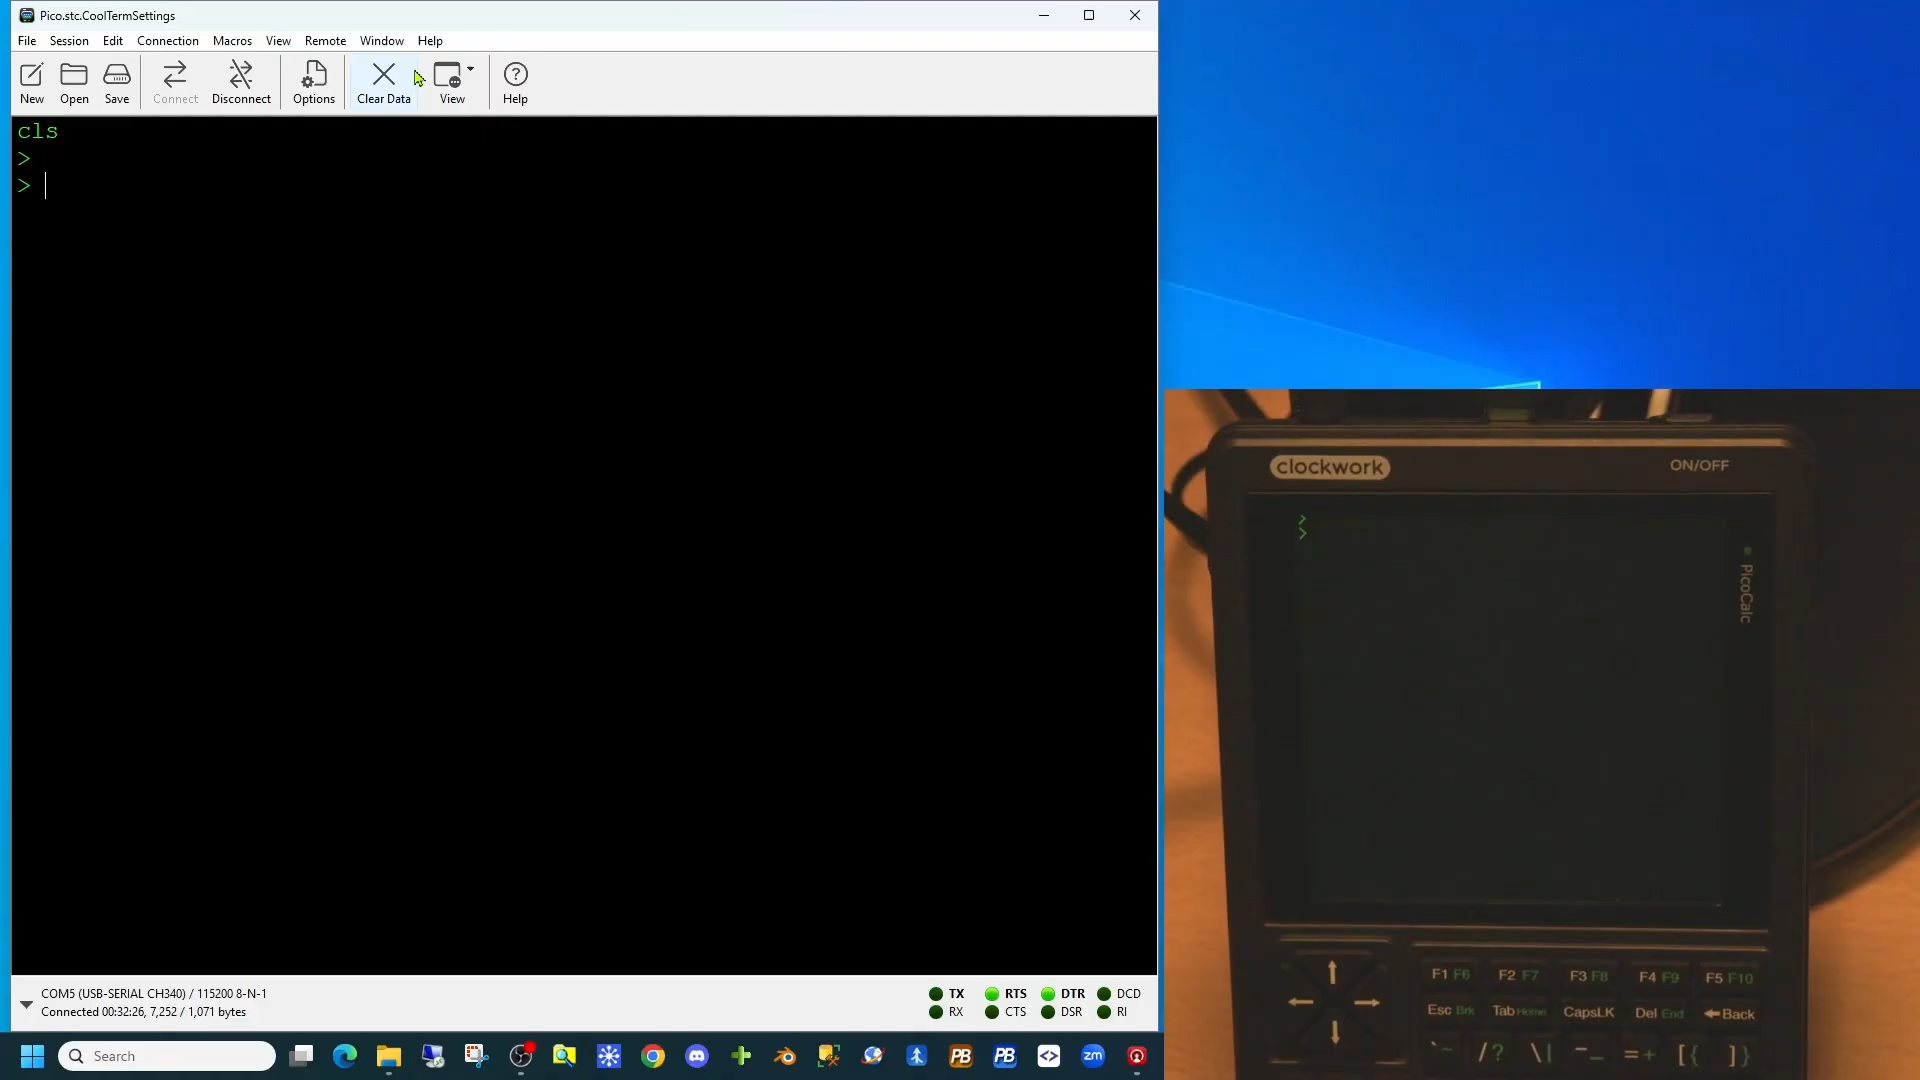 Pico.stc.CoolTermSettings
File Session Edit Connection Macros View Remote Window Help
New Open Save Connect Disconnect Options Clear Data View Help
cls
>
>
clockwork ON/OFF
>
>
PicoCalc
F1 F6 F2 F7 F3 F8 F4 F9 F5 F10
Esc Brk Tab Home CapsLK Del End Back
` ~ / ? \ | - _ = + [ { ] }
COM5 (USB-SERIAL CH340) / 115200 8-N-1
Connected 00:32:26, 7,252 / 1,071 bytes
TX RTS DTR DCD
RX CTS DSR RI
Search PB PB zm